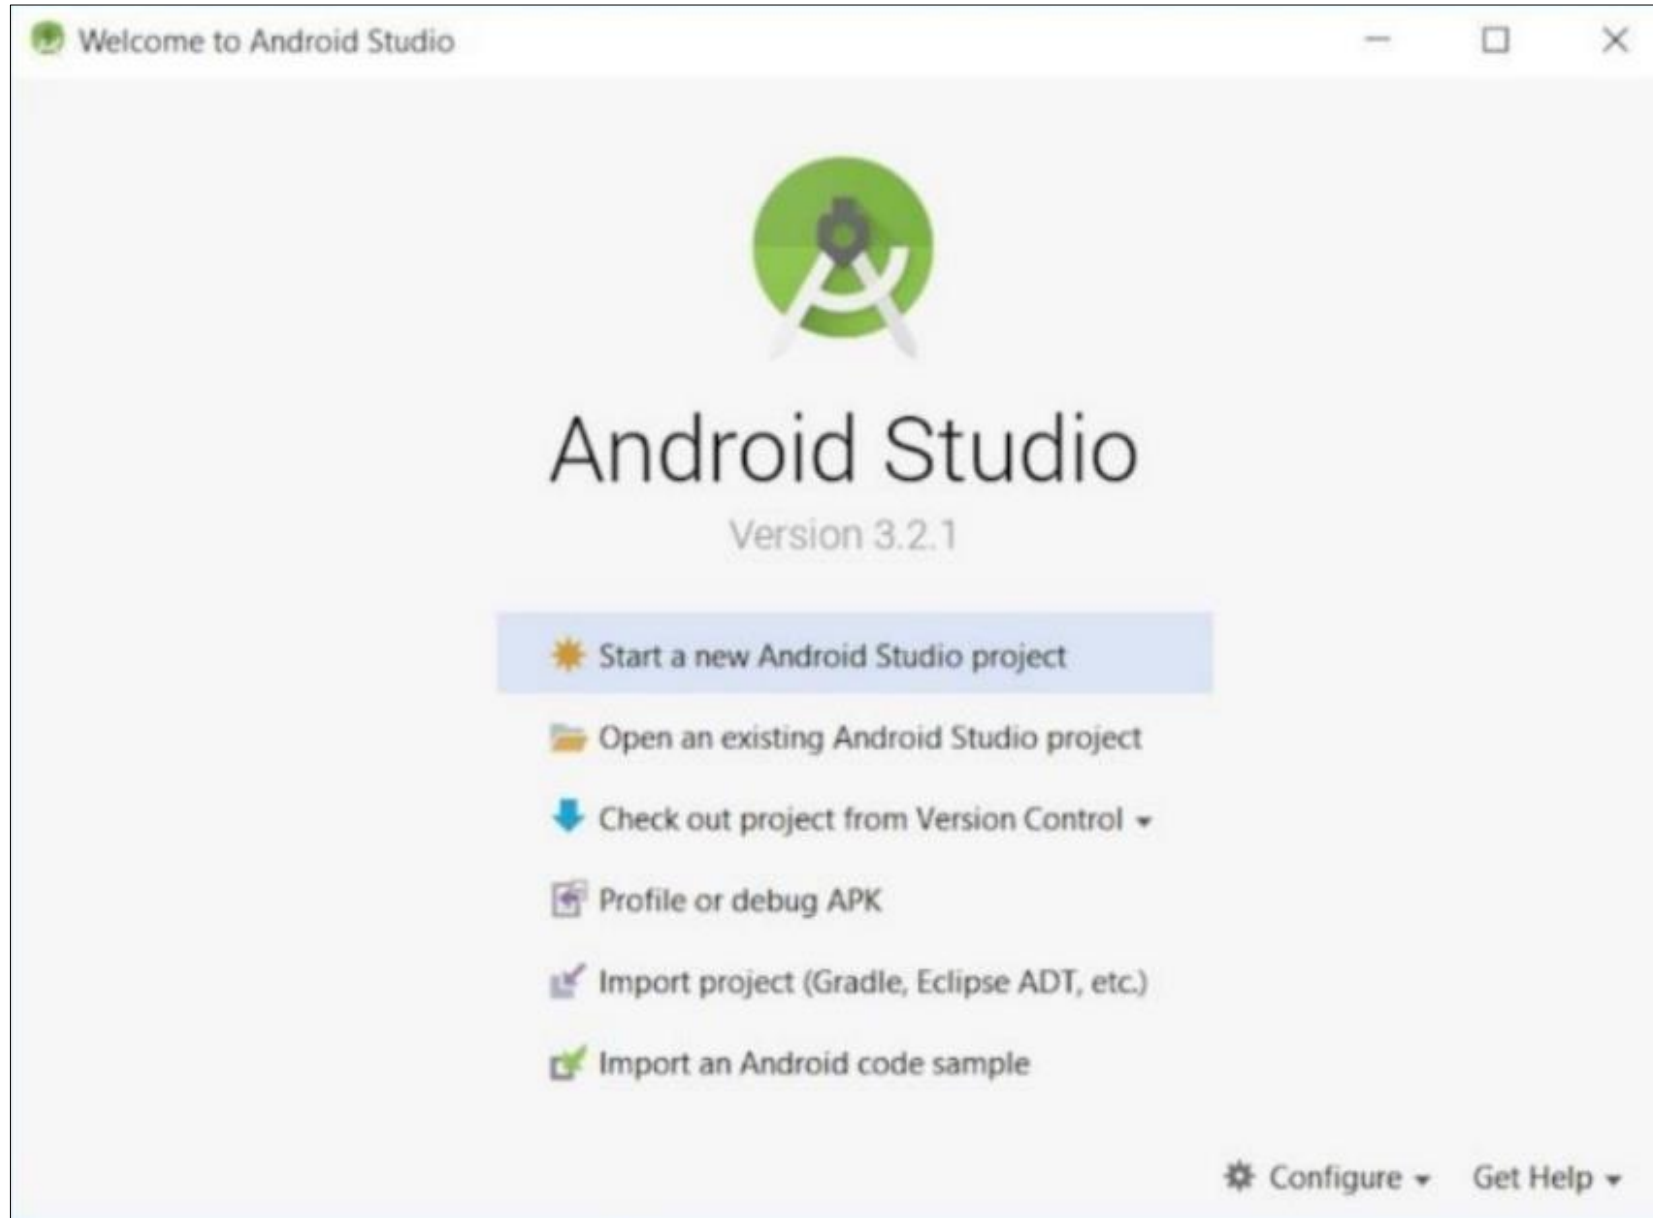 Welcome to Android Studio
Android Studio
Version 3.2.1
Start a new Android Studio project
Open an existing Android Studio project
Check out project from Version Control
Profile or debug APK
Import project (Gradle, Eclipse ADT, etc.)
Import an Android code sample
Configure
Get Help